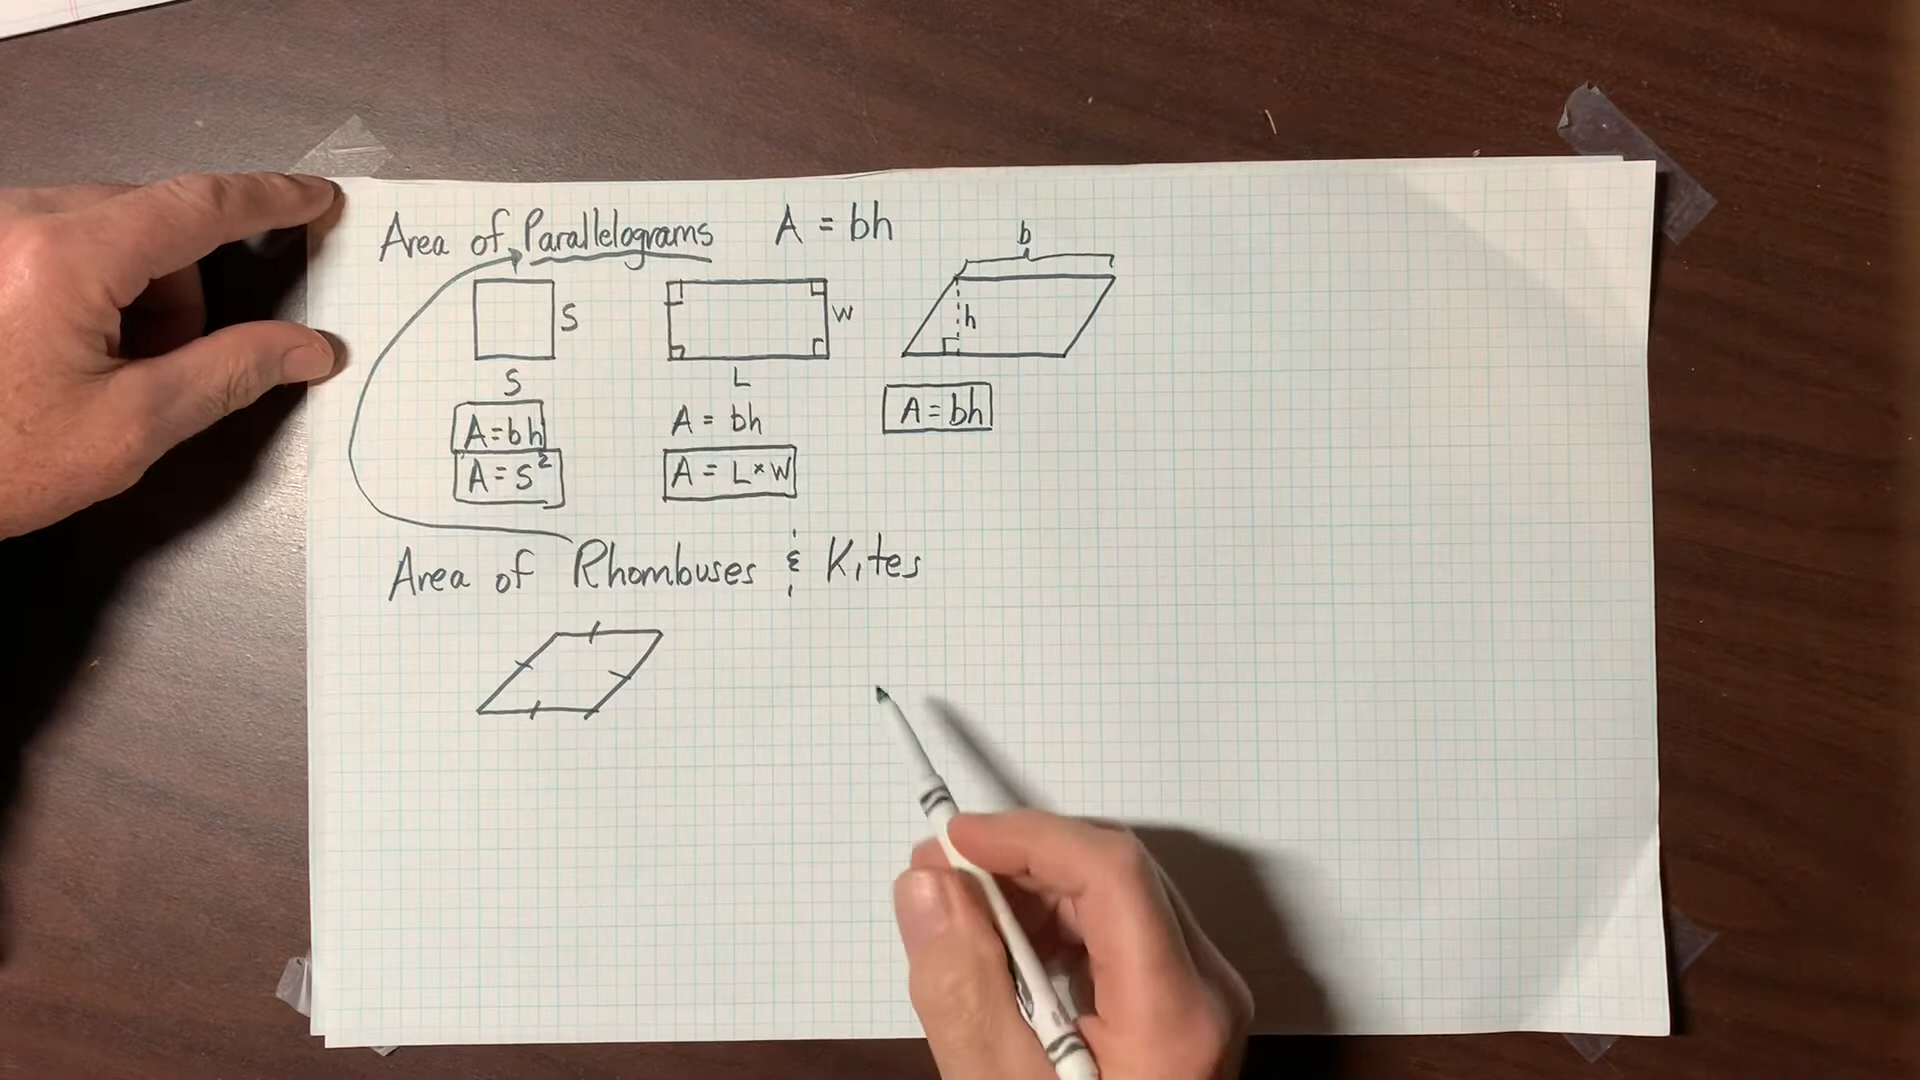 Area of Parallelograms A = bh
b
S
W
h
S
L
A=bh
A = bh
A = bh
A = S²
A = L×W
Area of Rhombuses & Kites